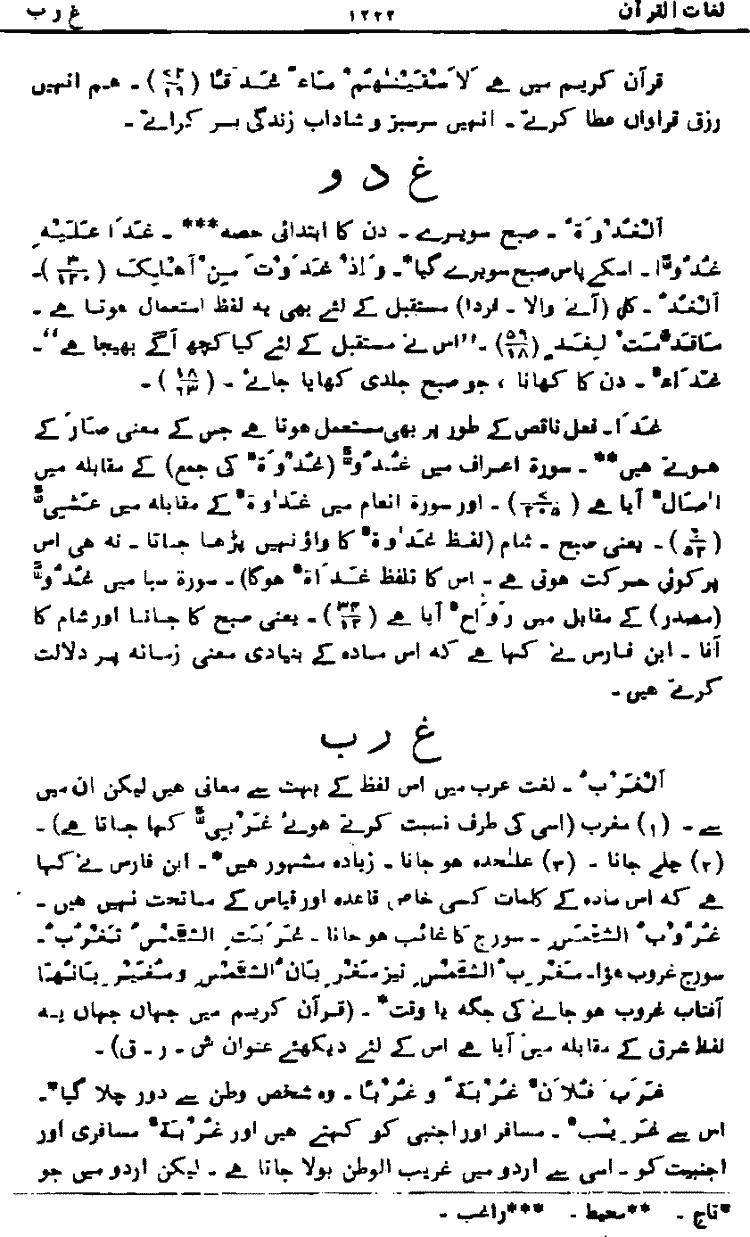 لغات القرآن ۱۲۲۲ غ ر ب
قرآن کریم میں ہے لَاَسْقَیْنٰہُمْ مَاءً غَدَقًا (۷۲/۱۶) ۔ ہم انہیں
رزق فراواں عطا کرتے ۔ انہیں سرسبز و شاداب زندگی بسر کراتے ۔
غ د و
اَلْغُدْوَۃُ ۔ صبح سویرے ۔ دن کا ابتدائی حصہ*** ۔ غَدَا عَلَیْہِ
غُدُوًّا ۔ اسکے پاس صبح سویرے گیا* ۔ وَ اِذْ غَدَوْتَ مِنْ اَھْلِکَ (۳/۱۲۰) ۔
اَلْغَدُ ۔ کل (آنے والا ۔ فردا) مستقبل کے لئے بھی یہ لفظ استعمال ہوتا ہے ۔
مَاقَدَّمَتْ لِغَدٍ (۵۹/۱۸) ۔ ’’اس نے مستقبل کے لئے کیا کچھ آگے بھیجا ہے‘‘ ۔
غَدَاءٌ ۔ دن کا کھانا ، جو صبح جلدی کھایا جائے ۔ (۱۸/۶۲) ۔
غَدَا ۔ فعل ناقص کے طور پر بھی مستعمل ہوتا ہے جس کے معنی صَارَ کے
ہوتے ہیں** ۔ سورۃ اعراف میں غُدُوٌّ (غُدْوَۃٌ کی جمع) کے مقابلہ میں
اٰصَالٌ آیا ہے (۷/۲۰۵) ۔ اور سورۃ انعام میں غَدٰوۃٌ کے مقابلہ میں عَشِیٌّ
(۶/۵۲) ۔ یعنی صبح ۔ شام (لفظ غَدٰوۃٌ کا واؤ نہیں پڑھا جاتا ۔ نہ ہی اس
پر کوئی حرکت ہوتی ہے ۔ اس کا تلفظ غَدَاۃٌ ہوگا) ۔ سورۃ سبا میں غُدُوٌّ
(مصدر) کے مقابل میں رَوَاحٌ آیا ہے (۳۴/۱۲) ۔ یعنی صبح کا جانا اور شام کا
آنا ۔ ابن فارس نے کہا ہے کہ اس مادہ کے بنیادی معنی زمانہ پر دلالت
کرتے ہیں ۔
غ ر ب
اَلْغَرْبُ ۔ لغت عرب میں اس لفظ کے بہت سے معانی ہیں لیکن ان میں
سے ۔ (۱) مغرب (اسی کی طرف نسبت کرتے ہوئے غَرْبِیٌّ کہا جاتا ہے) ۔
(۲) چلے جانا ۔ (۳) علیٰحدہ ہو جانا ۔ زیادہ مشہور ہیں* ۔ ابن فارس نے کہا
ہے کہ اس مادہ کے کلمات کسی خاص قاعدہ اور قیاس کے ماتحت نہیں ہیں ۔
غُرُوْبُ الشَّمْسِ ۔ سورج کا غائب ہو جانا ۔ غَرَبَتِ الشَّمْسُ تَغْرُبُ ۔
سورج غروب ہؤا ۔ مَغْرِبُ الشَّمْسِ نیز مَغْرِبَانُ الشَّمْسِ و مُغَیْرِبَانُہَا
آفتاب غروب ہو جانے کی جگہ یا وقت* ۔ (قرآن کریم میں جہاں جہاں یہ
لفظ شرق کے مقابلہ میں آیا ہے اس کے لئے دیکھئے عنوان ش ۔ ر ۔ ق) ۔
غَرَبَ فُلَانٌ غُرْبَۃً و غُرْبًا ۔ وہ شخص وطن سے دور چلا گیا* ۔
اس سے غَرِیْبٌ ۔ مسافر اور اجنبی کو کہتے ہیں اور غُرْبَۃٌ مسافری اور
اجنبیت کو ۔ اسی سے اردو میں غریب الوطن بولا جاتا ہے ۔ لیکن اردو میں جو
*تاج ۔ **محیط ۔ ***راغب ۔